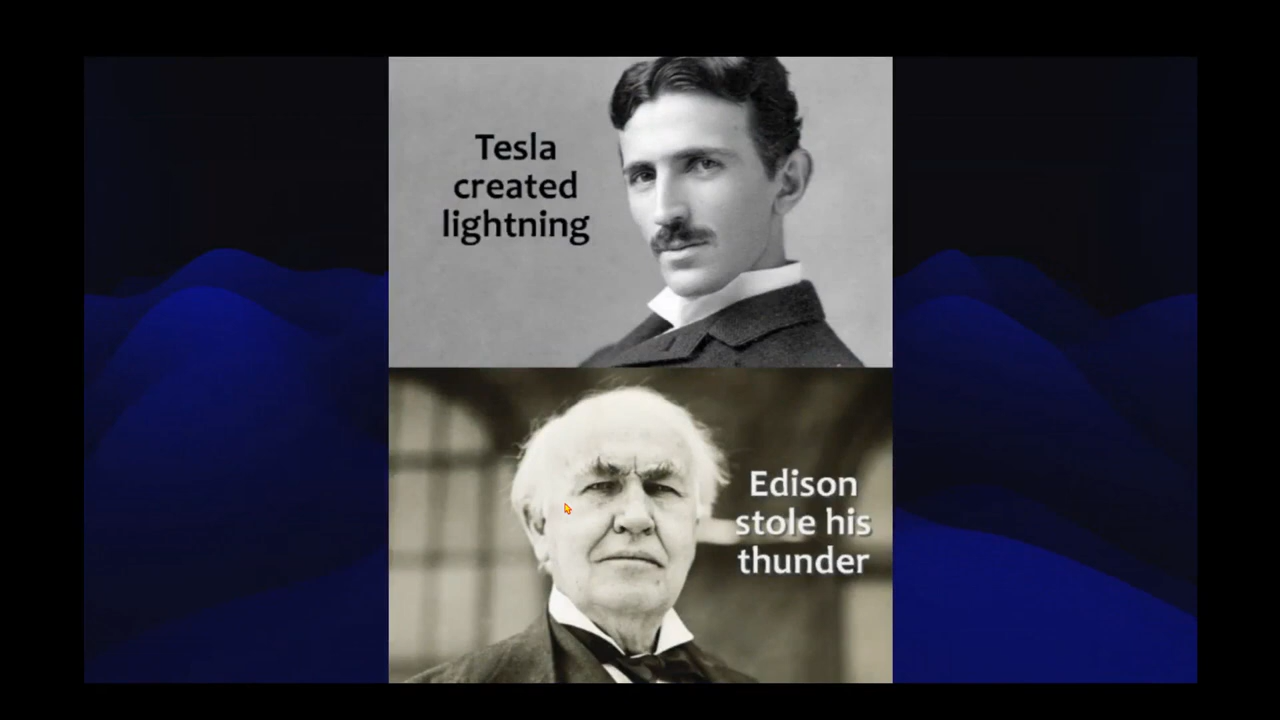 Tesla
created
lightning
Edison
stole his
thunder